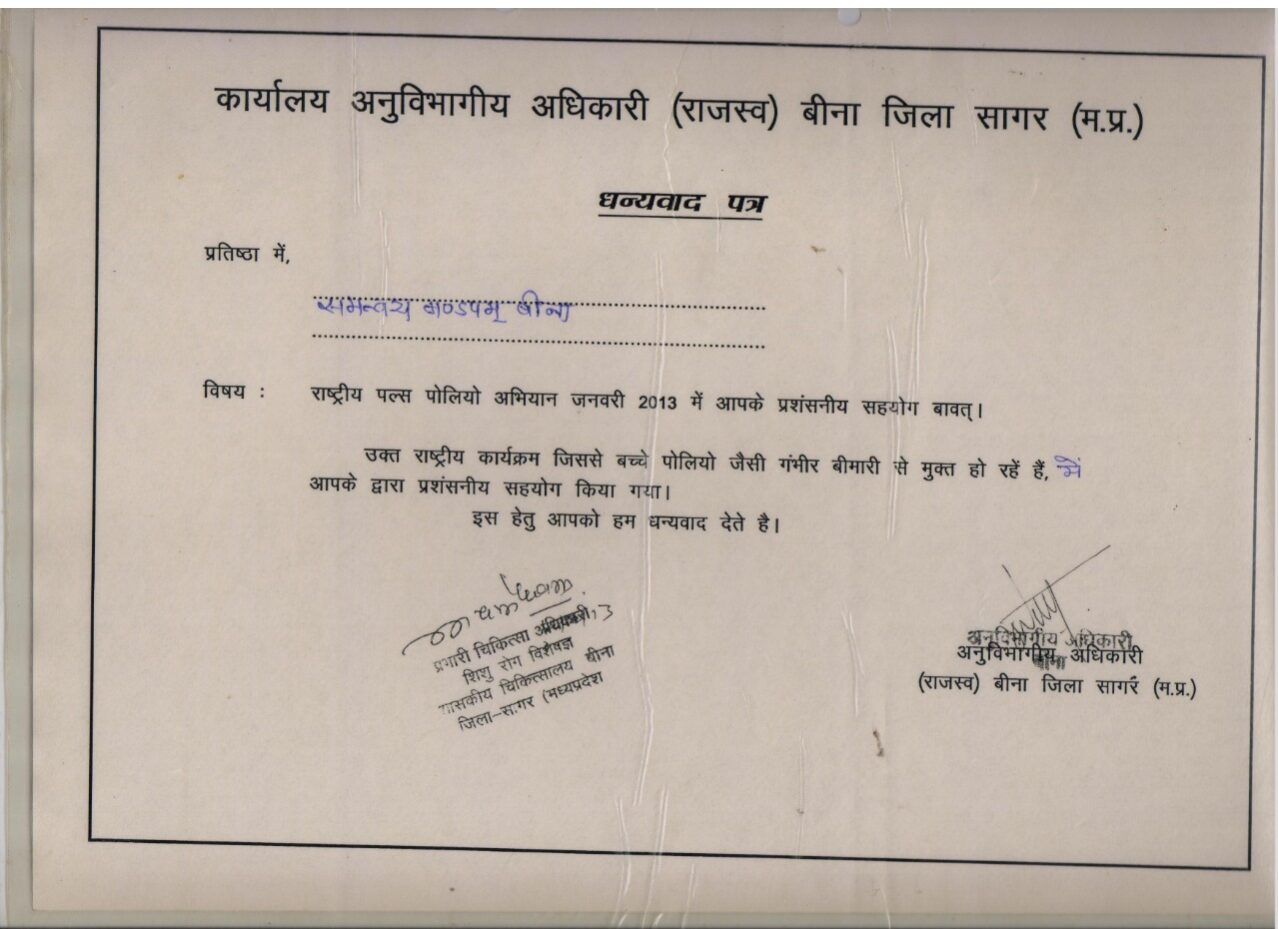 कार्यालय अनुविभागीय अधिकारी (राजस्व) बीना जिला सागर (म.प्र.)
धन्यवाद पत्र
प्रतिष्ठा में,
समन्वय मण्डपम् बीना
विषय : राष्ट्रीय पल्स पोलियो अभियान जनवरी 2013 में आपके प्रशंसनीय सहयोग बावत्।
उक्त राष्ट्रीय कार्यक्रम जिससे बच्चे पोलियो जैसी गंभीर बीमारी से मुक्त हो रहें हैं, में
आपके द्वारा प्रशंसनीय सहयोग किया गया।
इस हेतु आपको हम धन्यवाद देते है।
प्रभारी चिकित्सा अधिकारी
शिशु रोग विशेषज्ञ
शासकीय चिकित्सालय बीना
जिला-सागर (मध्यप्रदेश
अनुविभागीय अधिकारी
बीना
अनुविभागीय अधिकारी
(राजस्व) बीना जिला सागर (म.प्र.)